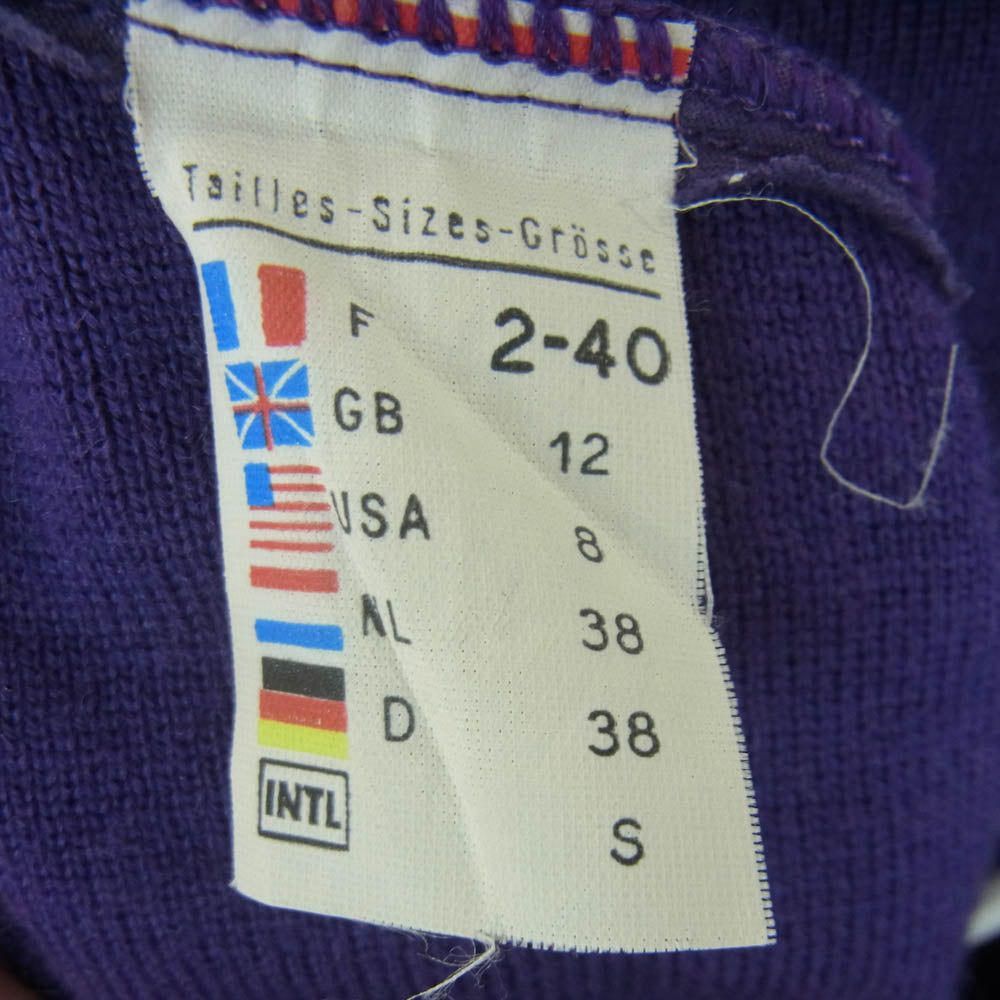 Tailles-Sizes-Grösse
F 2-40
GB 12
USA 8
NL 38
D 38
INTL S